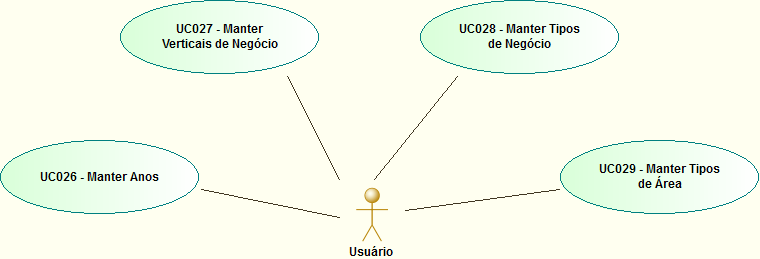 UC027 - Manter
Verticais de Negócio
UC028 - Manter Tipos
de Negócio
UC026 - Manter Anos
UC029 - Manter Tipos
de Área
Usuário